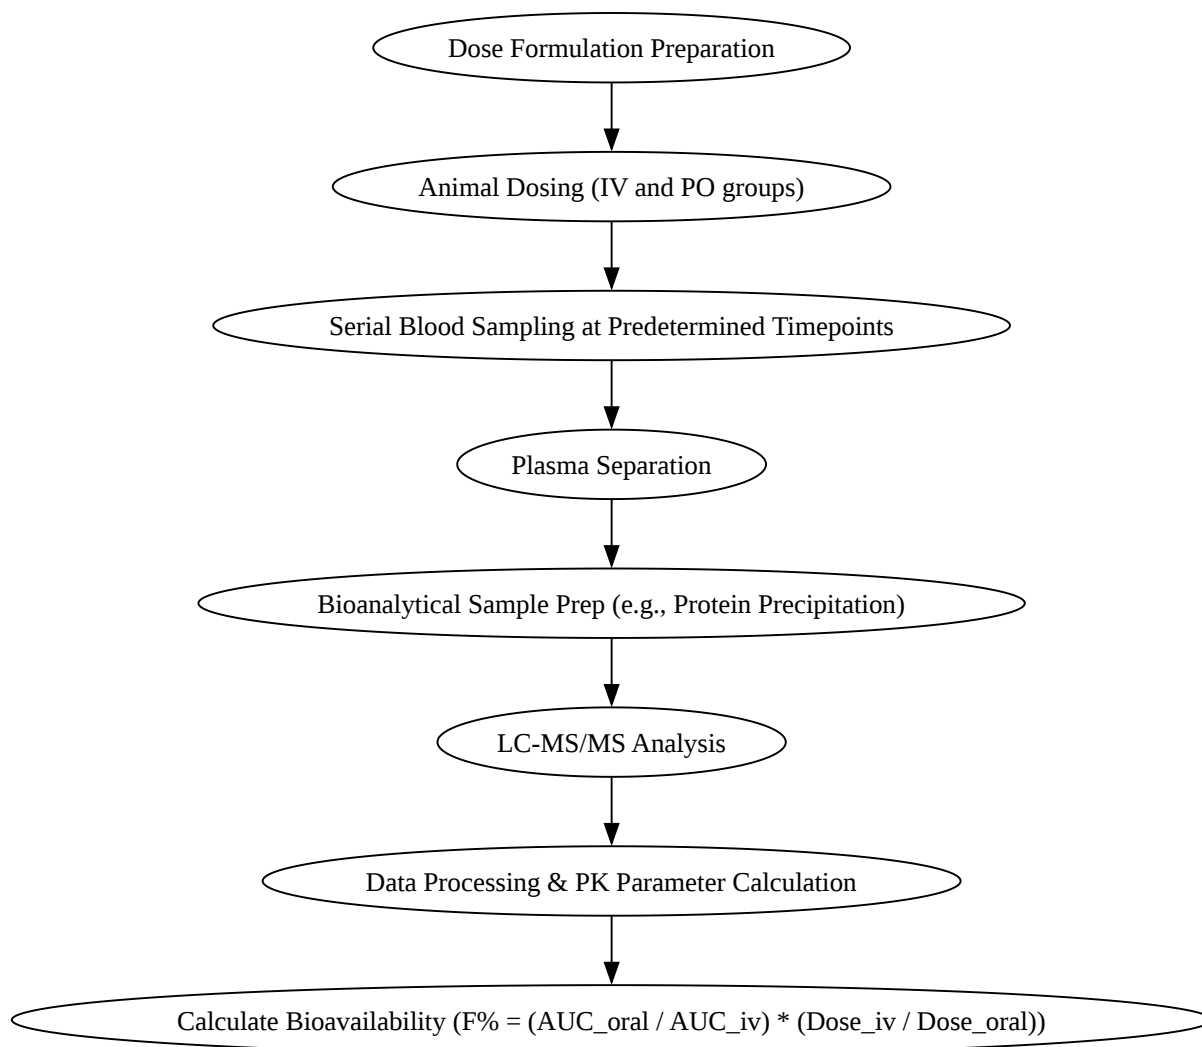 Dose Formulation Preparation
Animal Dosing (IV and PO groups)
Serial Blood Sampling at Predetermined Timepoints
Plasma Separation
Bioanalytical Sample Prep (e.g., Protein Precipitation)
LC-MS/MS Analysis
Data Processing & PK Parameter Calculation
Calculate Bioavailability (F% = (AUC_oral / AUC_iv) * (Dose_iv / Dose_oral))